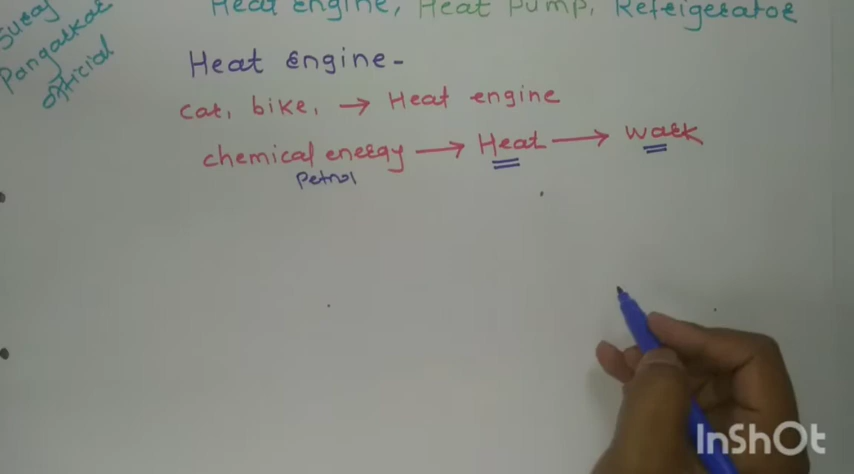 Suraj
Pangarkar
official
Heat Engine, Heat Pump, Refrigerator
Heat Engine-
car, bike, → Heat engine
chemical energy → Heat → work
Petrol
InShOt